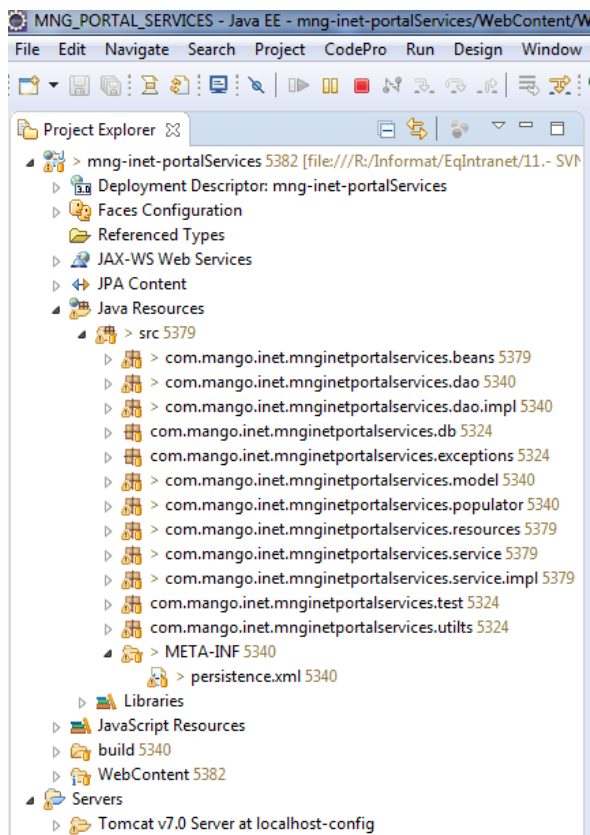 MNG_PORTAL_SERVICES - Java EE - mng-inet-portalServices/WebContent/W
File Edit Navigate Search Project CodePro Run Design Window
Project Explorer
> mng-inet-portalServices 5382 [file:///R:/Informat/EqIntranet/11.- SVN
3.0 Deployment Descriptor: mng-inet-portalServices
Faces Configuration
Referenced Types
JAX-WS Web Services
JPA Content
Java Resources
> src 5379
> com.mango.inet.mnginetportalservices.beans 5379
> com.mango.inet.mnginetportalservices.dao 5340
> com.mango.inet.mnginetportalservices.dao.impl 5340
com.mango.inet.mnginetportalservices.db 5324
com.mango.inet.mnginetportalservices.exceptions 5324
> com.mango.inet.mnginetportalservices.model 5340
> com.mango.inet.mnginetportalservices.populator 5340
> com.mango.inet.mnginetportalservices.resources 5379
> com.mango.inet.mnginetportalservices.service 5379
> com.mango.inet.mnginetportalservices.service.impl 5379
com.mango.inet.mnginetportalservices.test 5324
com.mango.inet.mnginetportalservices.utilts 5324
> META-INF 5340
> persistence.xml 5340
Libraries
JavaScript Resources
build 5340
WebContent 5382
Servers
Tomcat v7.0 Server at localhost-config